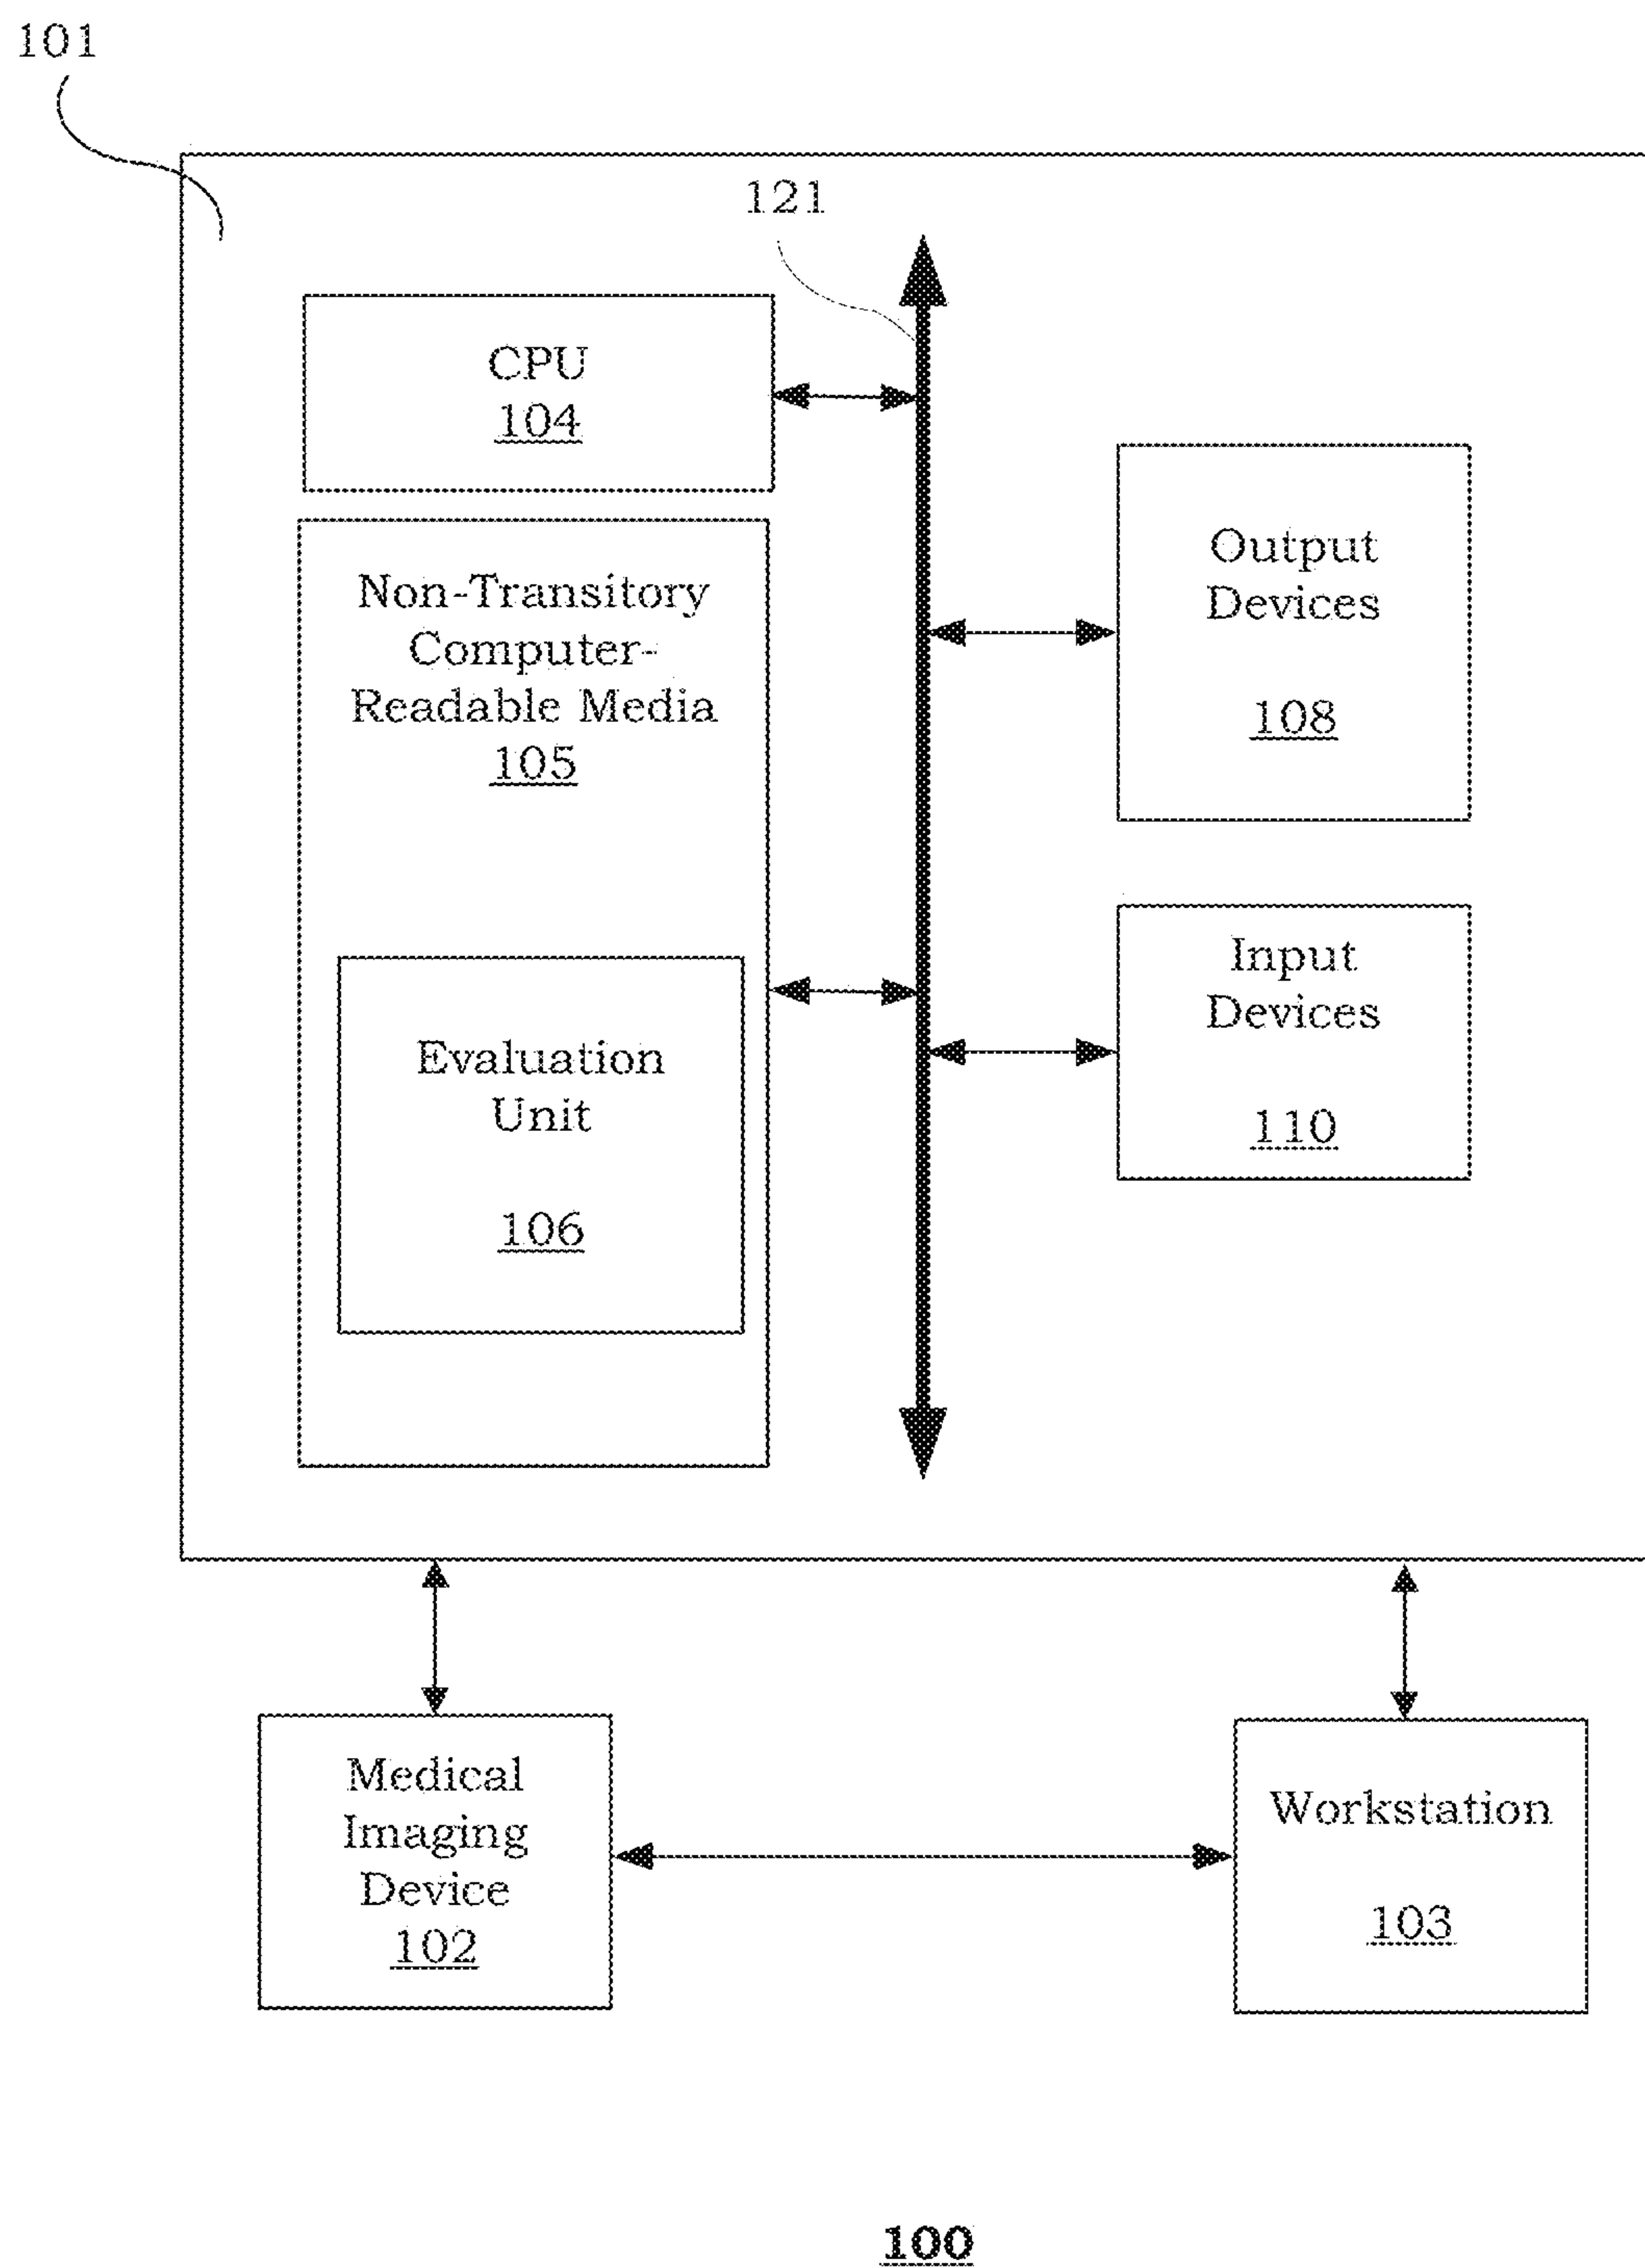 101
121
CPU
104
Non-Transitory
Computer-
Readable Media
105
Evaluation
Unit
106
Output
Devices
108
Input
Devices
110
Medical
Imaging
Device
102
Workstation
103
100